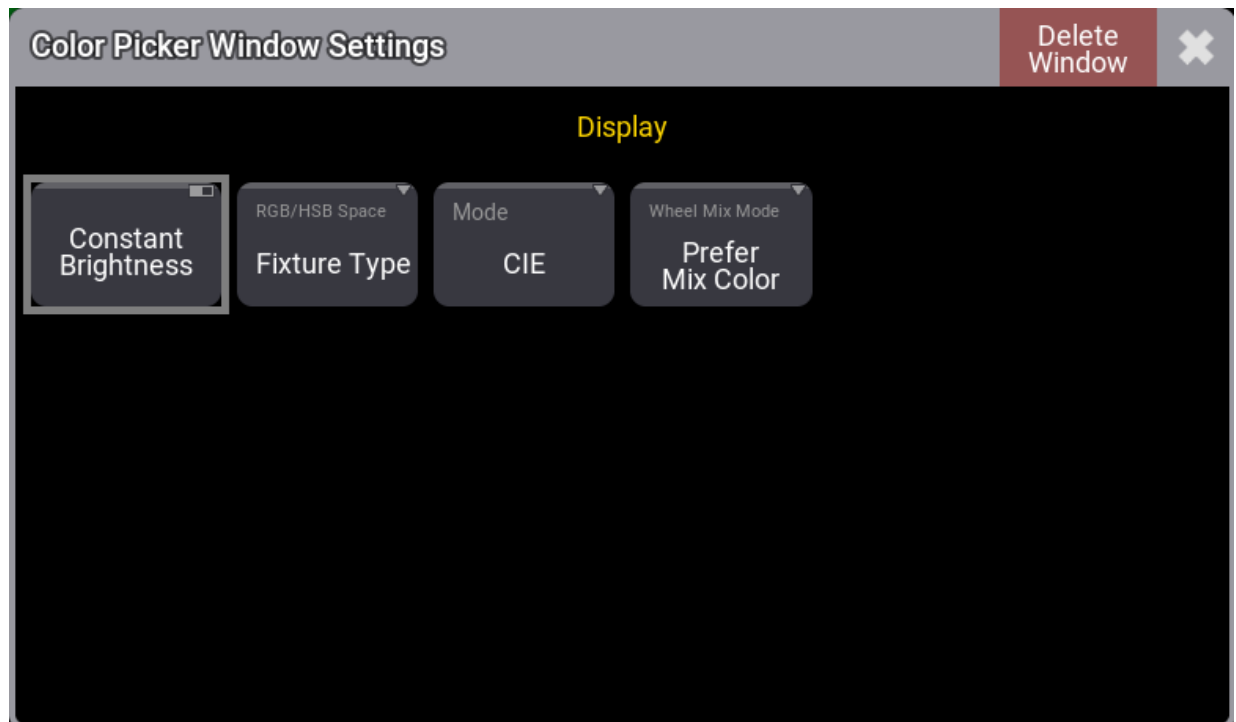 Color Picker Window Settings
Delete
Window
Display
Constant
Brightness
RGB/HSB Space
Fixture Type
Mode
CIE
Wheel Mix Mode
Prefer
Mix Color